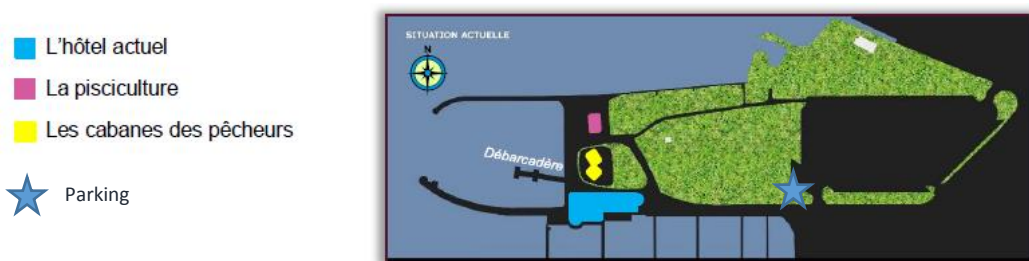 L'hôtel actuel
La pisciculture
Les cabanes des pêcheurs
Parking
SITUATION ACTUELLE
N
Débarcadère